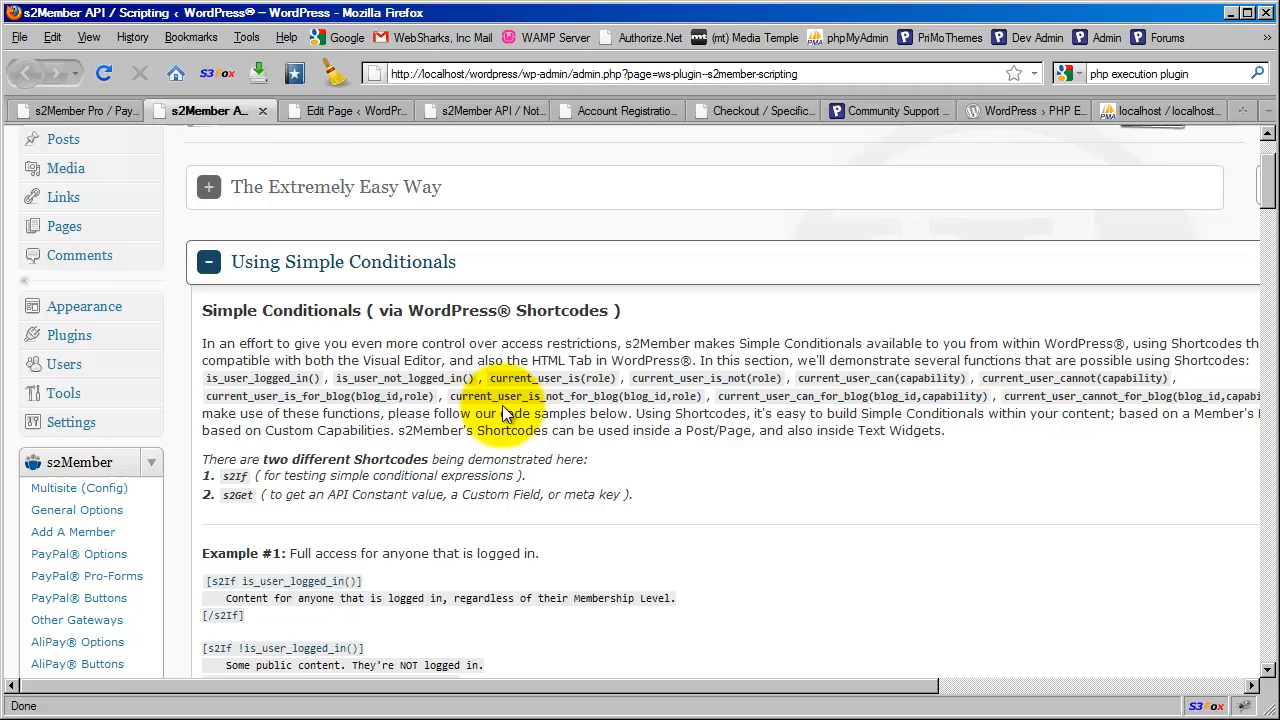 s2Member API / Scripting ‹ WordPress® – WordPress - Mozilla Firefox
File Edit View History Bookmarks Tools Help Google WebSharks, Inc Mail WAMP Server Authorize.Net (mt) Media Temple phpMyAdmin PriMoThemes Dev Admin Admin Forums »
S3Fox http://localhost/wordpress/wp-admin/admin.php?page=ws-plugin--s2member-scripting python execution plugin
s2Member Pro / Pay... s2Member A... Edit Page ‹ WordPr... s2Member API / Not... Account Registratio... Checkout / Specific... Community Support ... WordPress › PHP E... localhost / localhost...
Posts
Media
Links
Pages
Comments
Appearance
Plugins
Users
Tools
Settings
s2Member
Multisite (Config)
General Options
Add A Member
PayPal® Options
PayPal® Pro-Forms
PayPal® Buttons
Other Gateways
AliPay® Options
AliPay® Buttons
The Extremely Easy Way
Using Simple Conditionals
Simple Conditionals ( via WordPress® Shortcodes )
In an effort to give you even more control over access restrictions, s2Member makes Simple Conditionals available to you from within WordPress®, using Shortcodes th
compatible with both the Visual Editor, and also the HTML Tab in WordPress®. In this section, we'll demonstrate several functions that are possible using Shortcodes:
is_user_logged_in() , is_user_not_logged_in() , current_user_is(role) , current_user_is_not(role) , current_user_can(capability) , current_user_cannot(capability) ,
current_user_is_for_blog(blog_id,role) , current_user_is_not_for_blog(blog_id,role) , current_user_can_for_blog(blog_id,capability) , current_user_cannot_for_blog(blog_id,capabi
make use of these functions, please follow our code samples below. Using Shortcodes, it's easy to build Simple Conditionals within your content; based on a Member's
based on Custom Capabilities. s2Member's Shortcodes can be used inside a Post/Page, and also inside Text Widgets.
There are two different Shortcodes being demonstrated here:
1. s2If ( for testing simple conditional expressions ).
2. s2Get ( to get an API Constant value, a Custom Field, or meta key ).
Example #1: Full access for anyone that is logged in.
[s2If is_user_logged_in()]
Content for anyone that is logged in, regardless of their Membership Level.
[/s2If]
[s2If !is_user_logged_in()]
Some public content. They're NOT logged in.
Done S3Fox